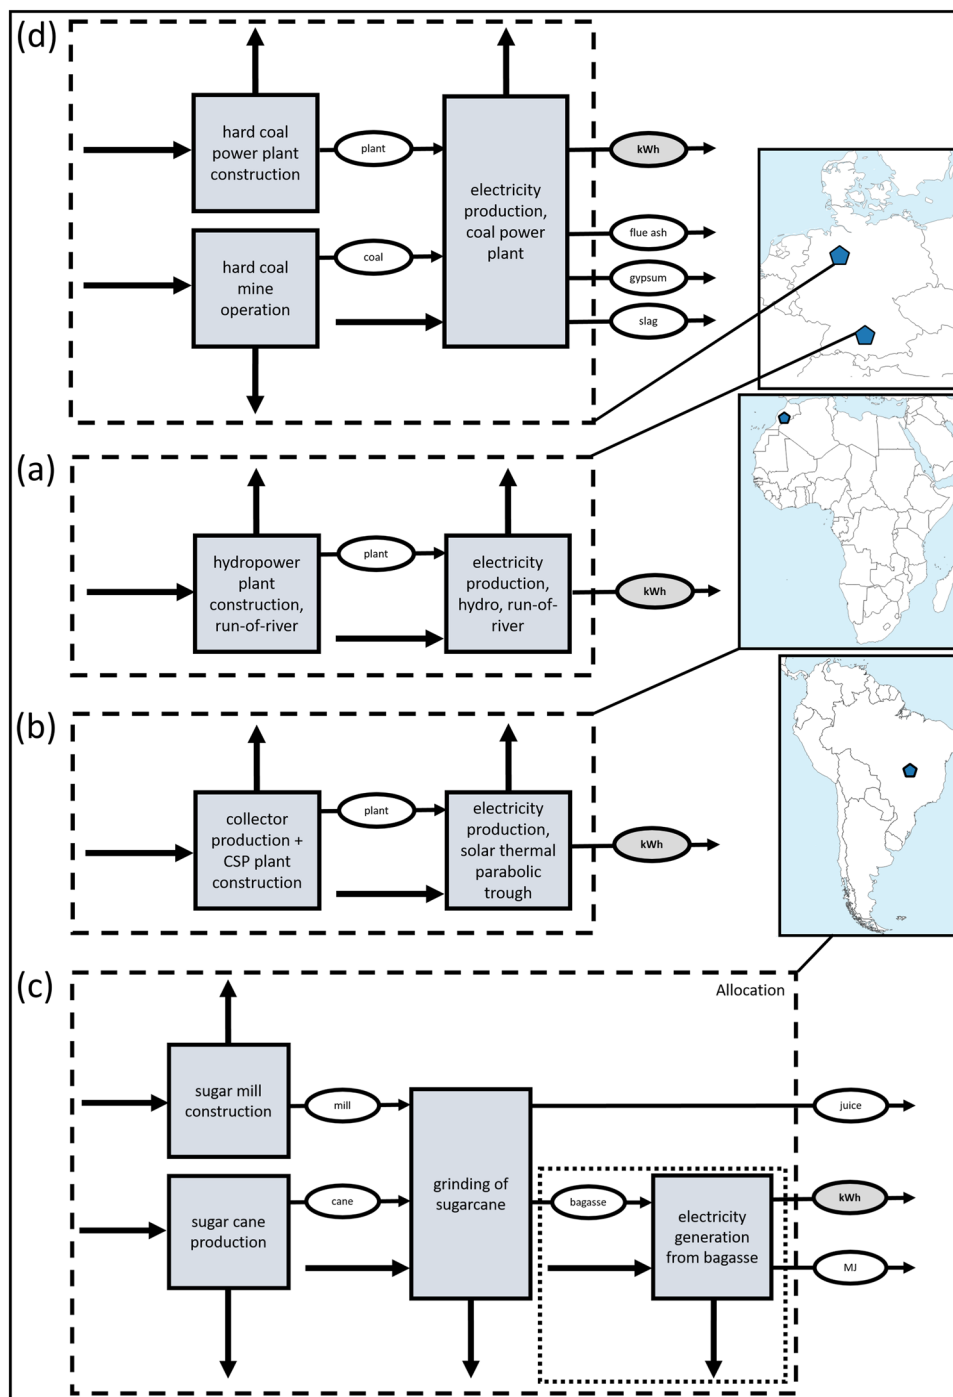 (d)
hard coal
power plant
construction
plant
kWh
electricity
production,
coal power
plant
flue ash
hard coal
mine
operation
coal
gypsum
slag
(a)
hydropower
plant
construction,
run-of-river
plant
electricity
production,
hydro, run-of-
river
kWh
(b)
collector
production +
CSP plant
construction
plant
electricity
production,
solar thermal
parabolic
trough
kWh
(c)
Allocation
sugar mill
construction
mill
juice
grinding of
sugarcane
sugar cane
production
cane
bagasse
electricity
generation
from bagasse
kWh
MJ